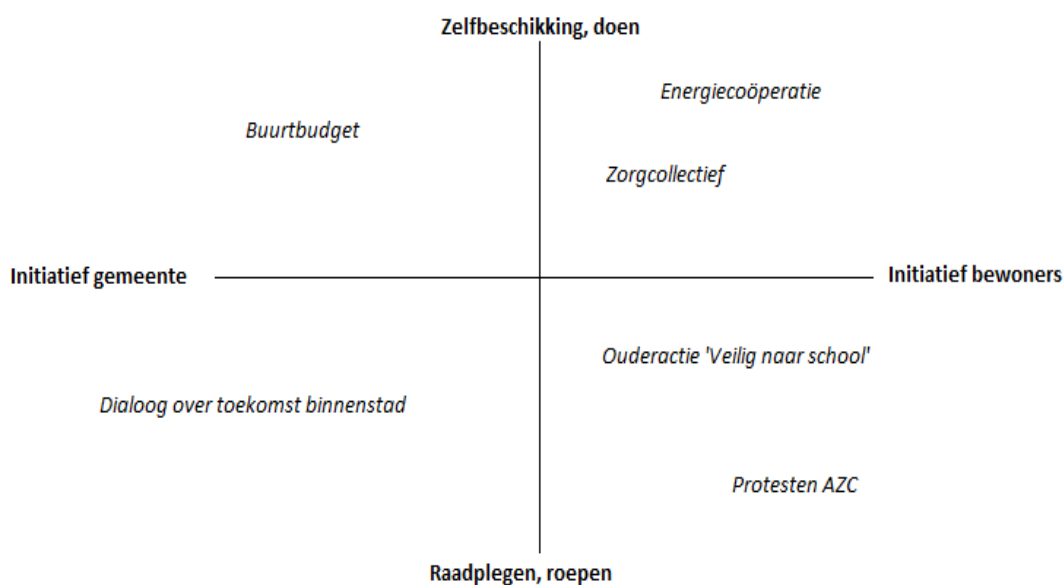 Zelfbeschikking, doen
Energiecoöperatie
Buurtbudget
Zorgcollectief
Initiatief gemeente
Initiatief bewoners
Ouderactie 'Veilig naar school'
Dialoog over toekomst binnenstad
Protesten AZC
Raadplegen, roepen